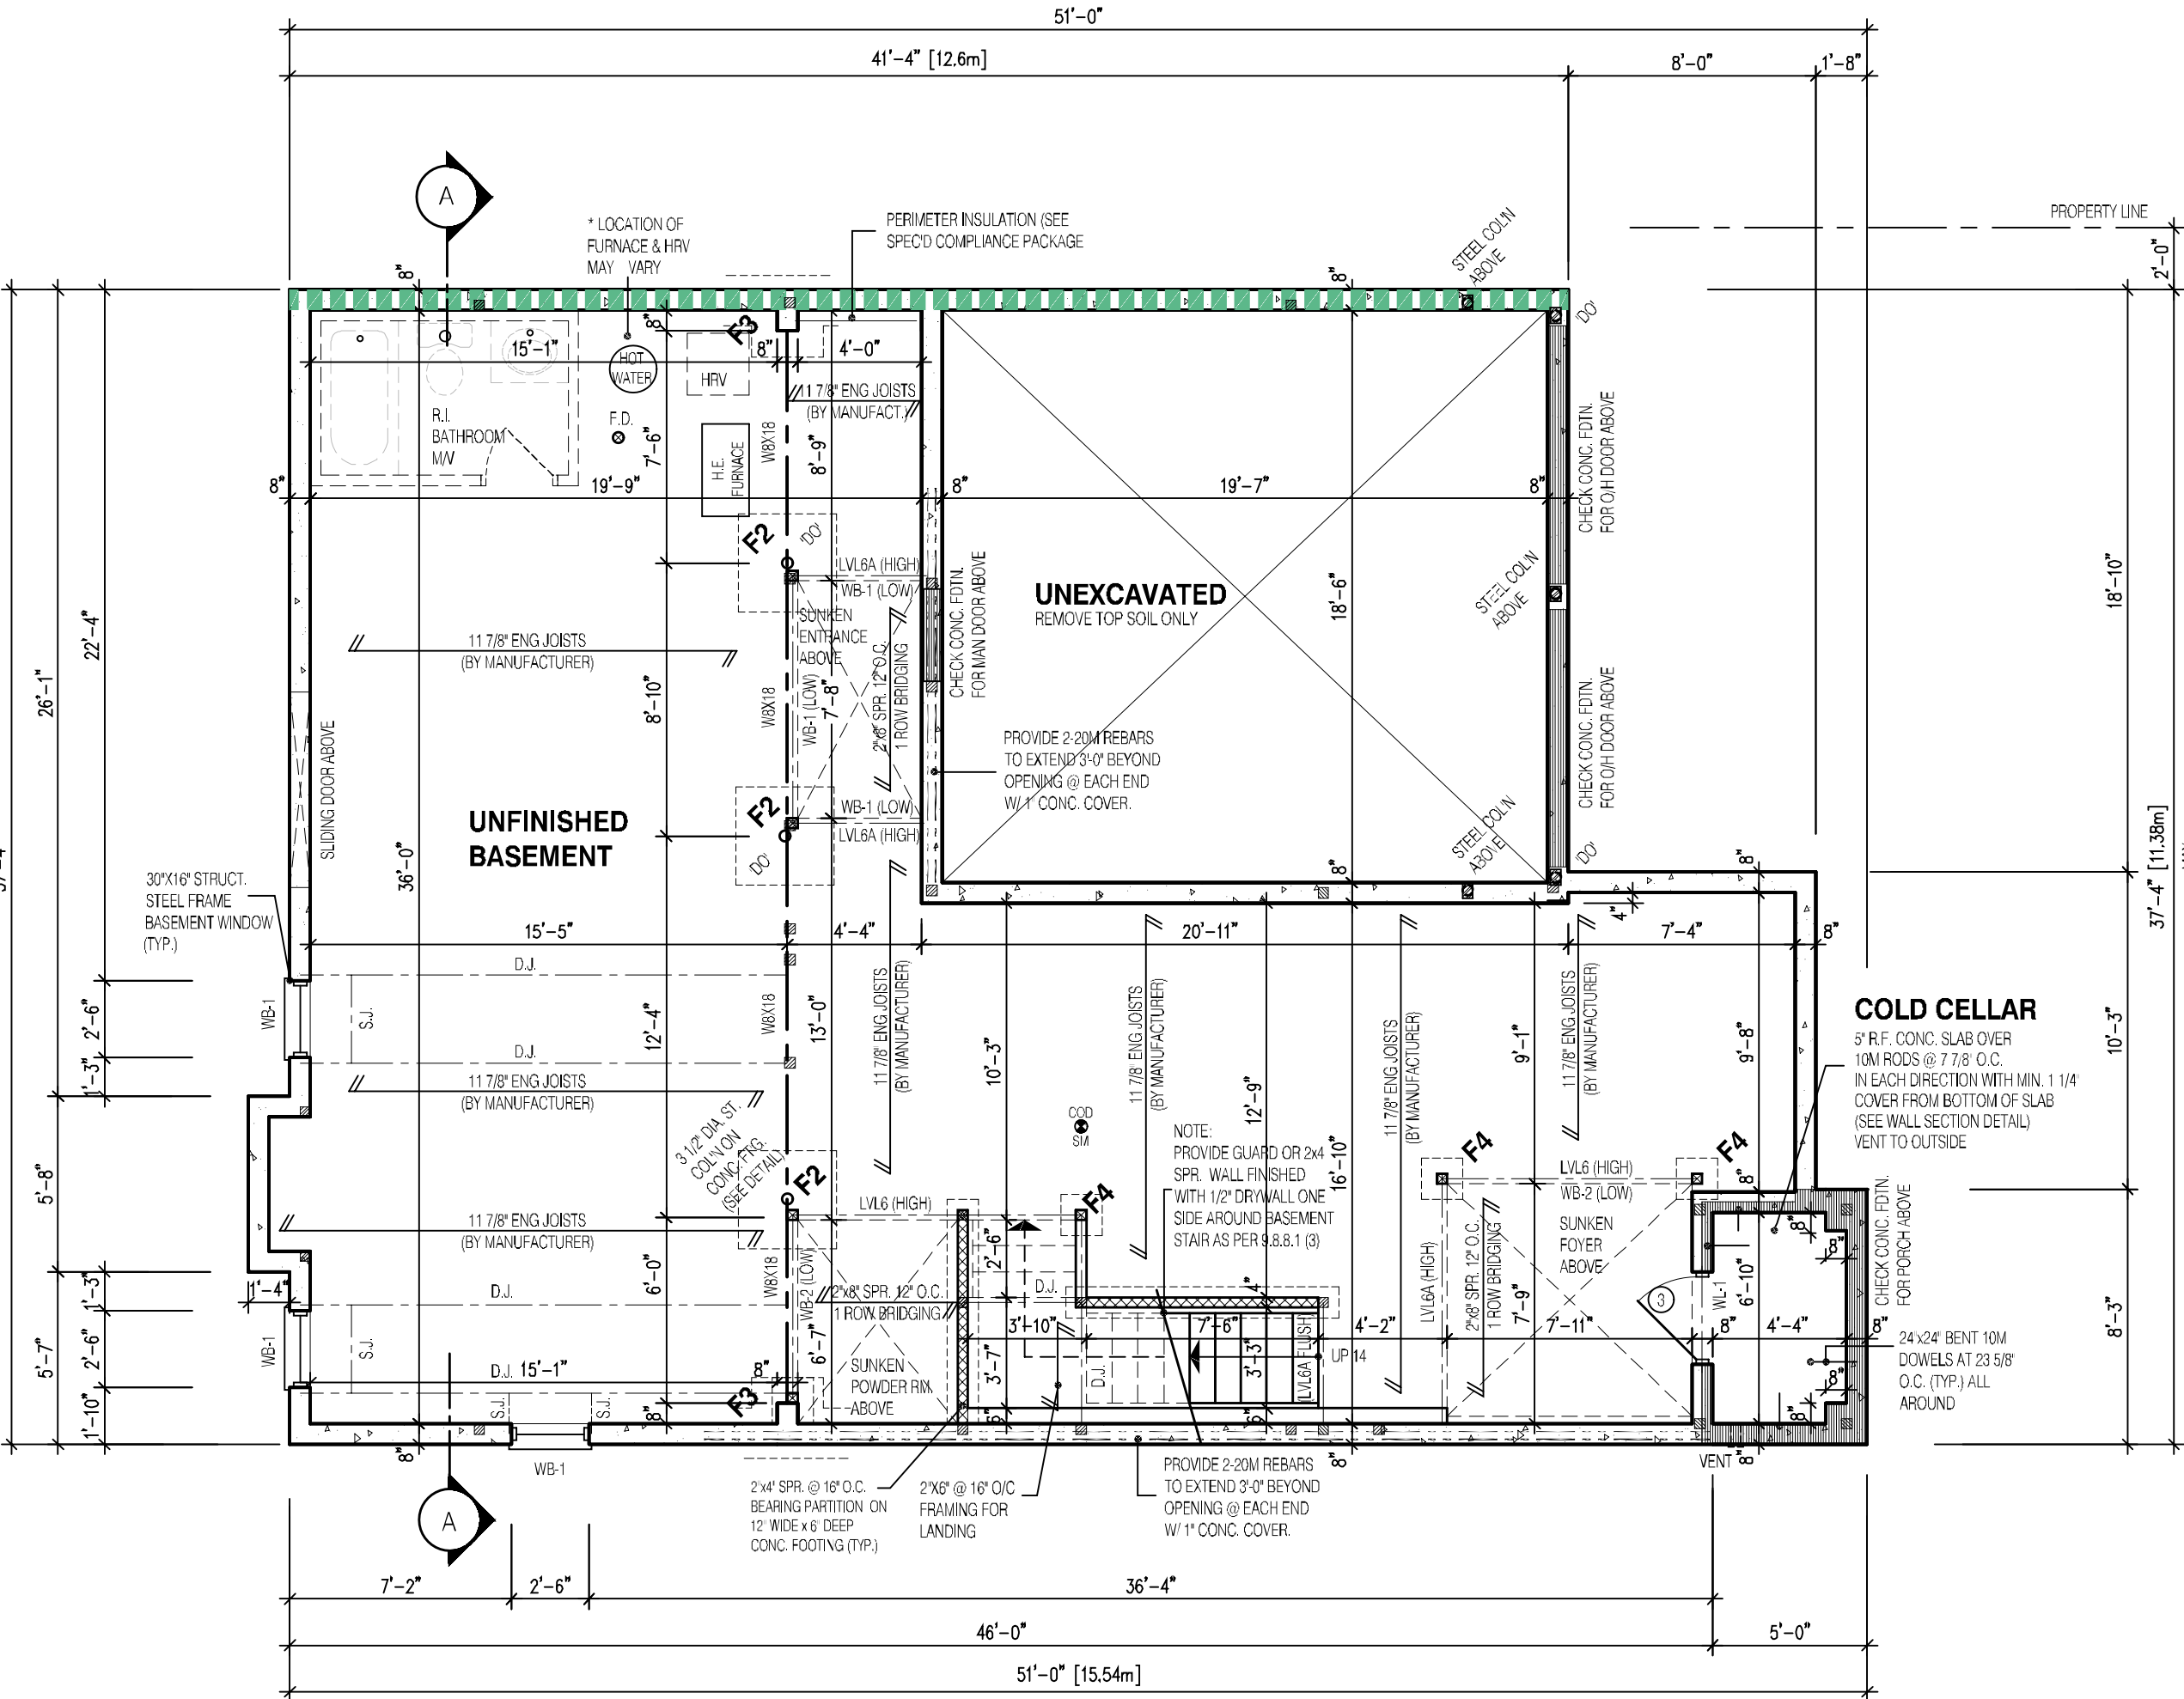 51'-0"
41'-4" [12.6m]
8'-0"
1'-8"
A
* LOCATION OF
FURNACE & HRV
MAY VARY
PERIMETER INSULATION (SEE
SPEC'D COMPLIANCE PACKAGE
STEEL COL'N
ABOVE
PROPERTY LINE
2'-0"
8"
8"
F3
8"
15'-1"
8"
4'-0"
'DO'
HOT
WATER
HRV
11 7/8" ENG JOISTS
(BY MANUFACT.)
R.I.
BATHROOM
F.D.
7'-6"
H.E.
FURNACE
W8X18
8'-9"
CHECK CONC. FDTN.
FOR O/H DOOR ABOVE
8"
19'-9"
8"
19'-7"
8"
F2
'DO'
LVL6A (HIGH)
WB-1 (LOW)
SUNKEN
ENTRANCE
ABOVE
CHECK CONC. FDTN.
FOR MAN DOOR ABOVE
UNEXCAVATED
REMOVE TOP SOIL ONLY
18'-6"
STEEL COL'N
ABOVE
18'-10"
22'-4"
26'-1"
11 7/8" ENG JOISTS
(BY MANUFACTURER)
8'-10"
W8X18
WB-1 (LOW)
7'-8"
2"x8" SPR. 12" O.C.
1 ROW BRIDGING
CHECK CONC. FDTN.
FOR O/H DOOR ABOVE
SLIDING DOOR ABOVE
PROVIDE 2-20M REBARS
TO EXTEND 3'-0" BEYOND
OPENING @ EACH END
W/ 1" CONC. COVER.
UNFINISHED
BASEMENT
F2
'DO'
WB-1 (LOW)
LVL6A (HIGH)
STEEL COL'N
ABOVE
'DO'
8"
8"
36'-0"
37'-4" [11.38m]
30"X16" STRUCT.
STEEL FRAME
BASEMENT WINDOW
(TYP.)
4"
15'-5"
4'-4"
20'-11"
7'-4"
8"
D.J.
WB-1
S.J.
2'-6"
D.J.
12'-4"
W8X18
13'-0"
11 7/8" ENG JOISTS
(BY MANUFACTURER)
10'-3"
11 7/8" ENG JOISTS
(BY MANUFACTURER)
12'-9"
11 7/8" ENG JOISTS
(BY MANUFACTURER)
9'-1"
11 7/8" ENG JOISTS
(BY MANUFACTURER)
9'-8"
10'-3"
COLD CELLAR
5" R.F. CONC. SLAB OVER
10M RODS @ 7 7/8" O.C.
IN EACH DIRECTION WITH MIN. 1 1/4"
COVER FROM BOTTOM OF SLAB
(SEE WALL SECTION DETAIL)
VENT TO OUTSIDE
1'-3"
11 7/8" ENG JOISTS
(BY MANUFACTURER)
3 1/2" DIA. ST.
COL'N ON
CONC. FTG.
(SEE DETAIL)
COD
SM
NOTE:
PROVIDE GUARD OR 2x4
SPR. WALL FINISHED
WITH 1/2" DRYWALL ONE
SIDE AROUND BASEMENT
STAIR AS PER 9.8.8.1 (3)
16'-10"
5'-8"
F2
LVL6 (HIGH)
F4
F4
LVL6 (HIGH)
WB-2 (LOW)
F4
8"
11 7/8" ENG JOISTS
(BY MANUFACTURER)
SUNKEN
FOYER
ABOVE
8"
8"
CHECK CONC. FDTN.
FOR PORCH ABOVE
1'-3"
1'-4"
D.J.
6'-0"
W8X18
WB-2 (LOW)
2"x8" SPR. 12" O.C.
1 ROW BRIDGING
2'-6"
D.J.
4"
LVL6A (HIGH)
2"x8" SPR. 12" O.C.
1 ROW BRIDGING
7'-9"
3
WL-1
6'-10"
8'-3"
WB-1
S.J.
2'-6"
5'-7"
6'-7"
3'-10"
7'-6"
4'-2"
7'-11"
8"
4'-4"
8"
SUNKEN
POWDER RM.
ABOVE
3'-7"
D.J.
3'-3"
(LVL6A FLUSH)
UP 14
24"x24" BENT 10M
DOWELS AT 23 5/8"
O.C. (TYP.) ALL
AROUND
D.J.
15'-1"
8"
8"
F3
S.J.
S.J.
8"
6"
6"
8"
1'-10"
8"
WB-1
8"
VENT
8"
A
2"x4" SPR. @ 16" O.C.
BEARING PARTITION ON
12" WIDE x 6" DEEP
CONC. FOOTING (TYP.)
2"X6" @ 16" O/C
FRAMING FOR
LANDING
PROVIDE 2-20M REBARS
TO EXTEND 3'-0" BEYOND
OPENING @ EACH END
W/ 1" CONC. COVER.
7'-2"
2'-6"
36'-4"
46'-0"
5'-0"
51'-0" [15.54m]